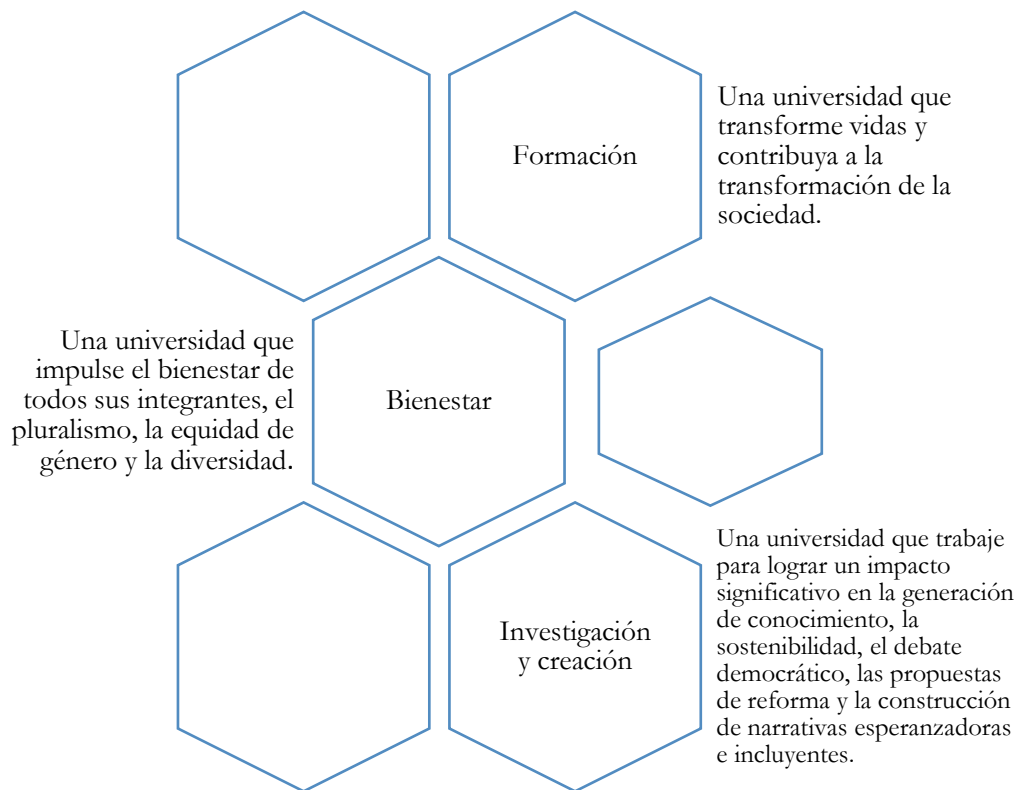 Formación
Una universidad que
transforme vidas y
contribuya a la
transformación de la
sociedad.
Una universidad que
impulse el bienestar de
todos sus integrantes, el
pluralismo, la equidad de
género y la diversidad.
Bienestar
Investigación
y creación
Una universidad que trabaje
para lograr un impacto
significativo en la generación
de conocimiento, la
sostenibilidad, el debate
democrático, las propuestas
de reforma y la construcción
de narrativas esperanzadoras
e incluyentes.